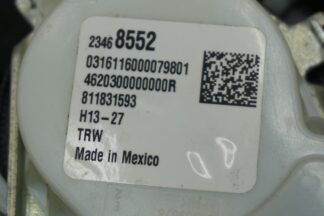 2346 8552
0316116000079801
4620300000000R
811831593
H13-27
TRW
Made in Mexico